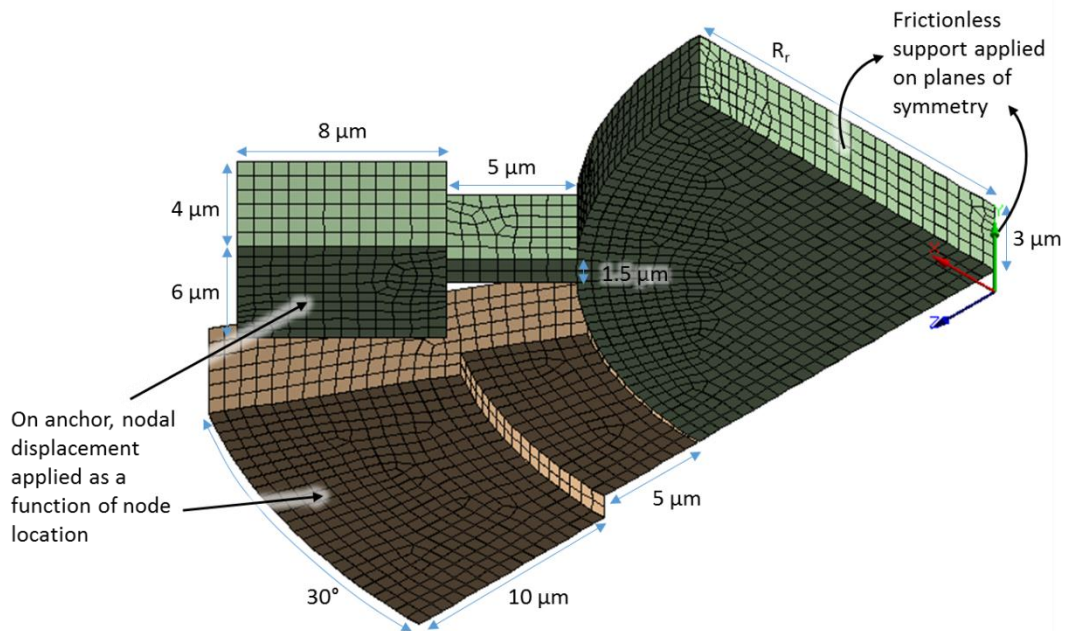 Frictionless
support applied
on planes of
symmetry
Rr
8 µm
5 µm
4 µm
6 µm
1.5 µm
3 µm
Y
X
Z
On anchor, nodal
displacement
applied as a
function of node
location
5 µm
30°
10 µm